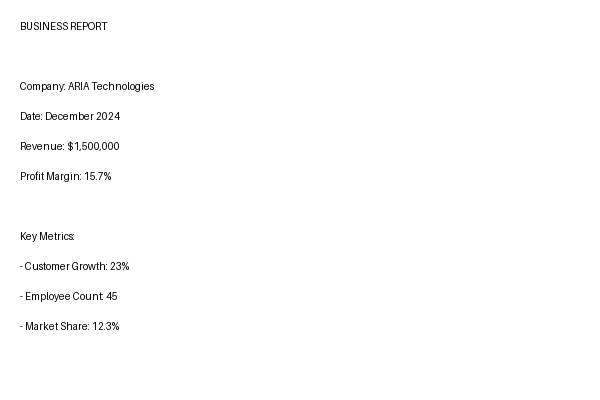 BUSINESS REPORT
Company: ARIA Technologies
Date: December 2024
Revenue: $1,500,000
Profit Margin: 15.7%
Key Metrics:
- Customer Growth: 23%
- Employee Count: 45
- Market Share: 12.3%